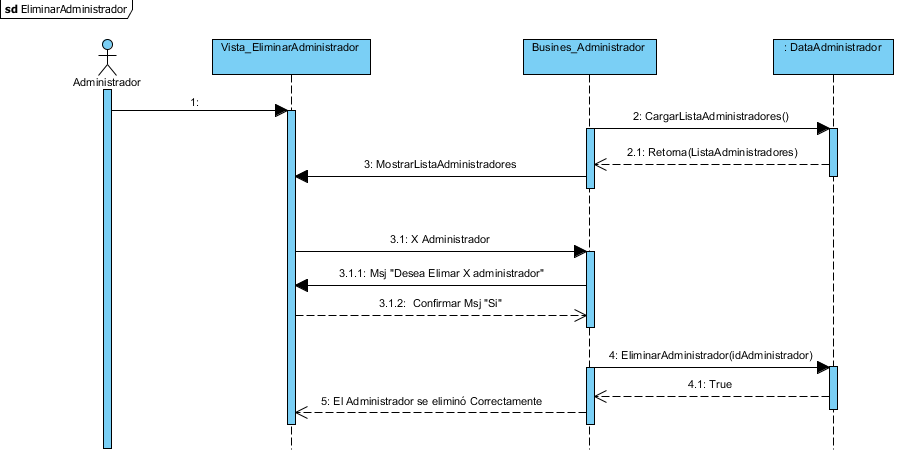 sd EliminarAdministrador
Vista_EliminarAdministrador
Busines_Administrador
: DataAdministrador
Administrador
1:
2: CargarListaAdministradores()
2.1: Retorna(ListaAdministradores)
3: MostrarListaAdministradores
3.1: X Administrador
3.1.1: Msj "Desea Elimar X administrador"
3.1.2: Confirmar Msj "Si"
4: EliminarAdministrador(idAdministrador)
4.1: True
5: El Administrador se eliminó Correctamente